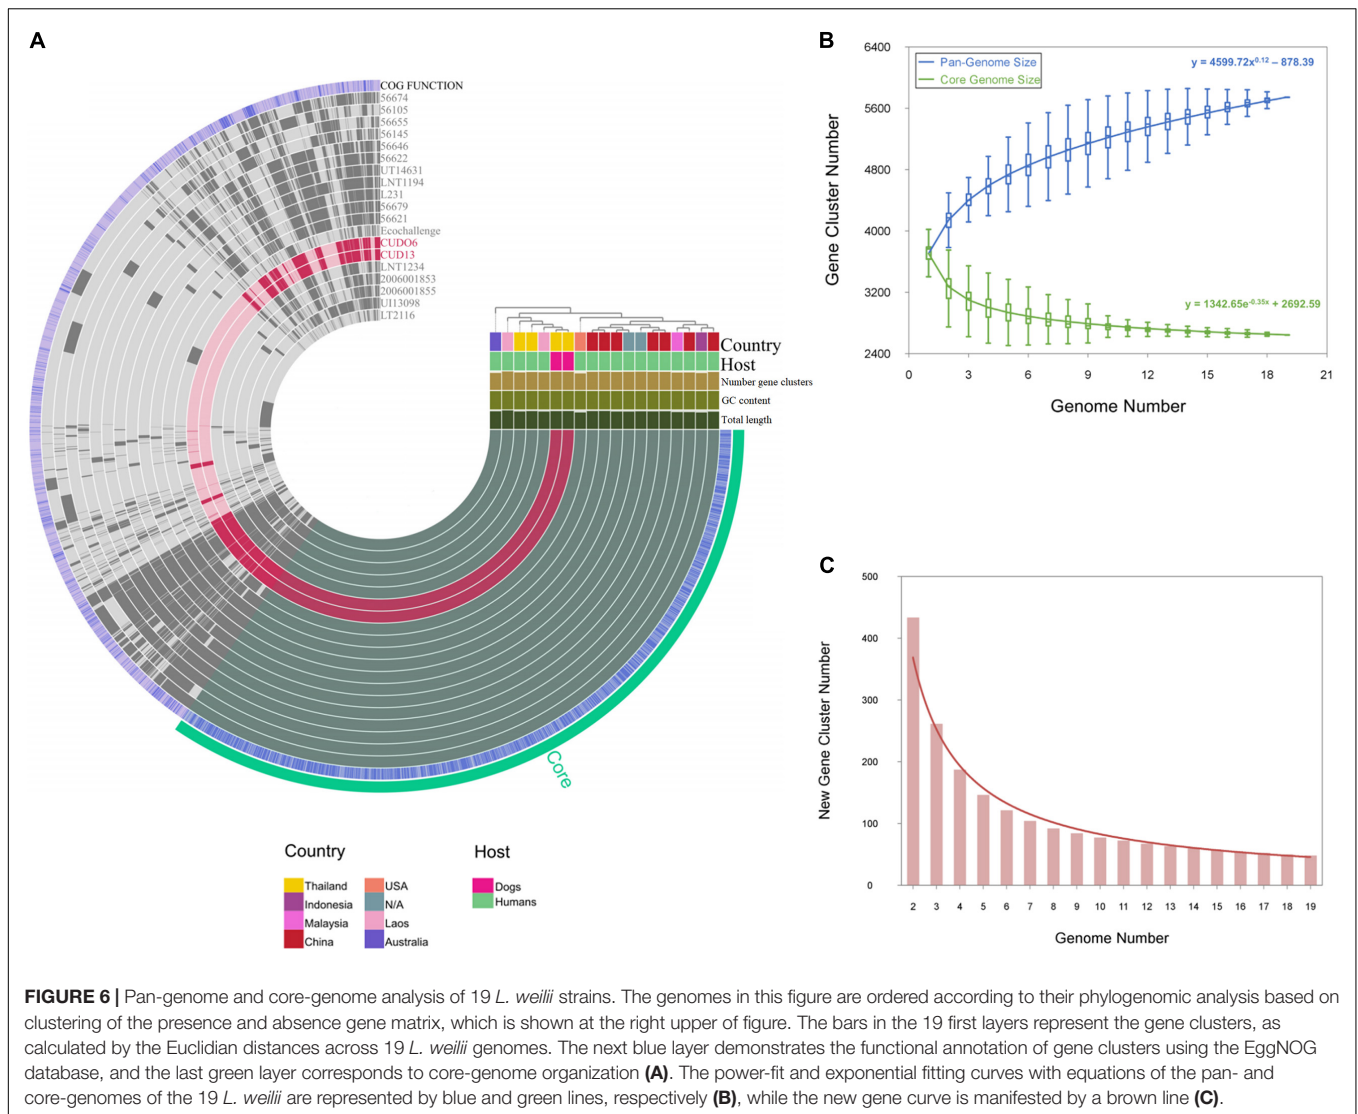 A
COG FUNCTION
56674
56105
56655
56145
56646
56622
UT14631
LNT1194
L231
56679
56621
Ecochallenge
CUDO6
CUD13
LNT1234
2006001853
2006001855
UI13098
LT2116
Country
Host
Number gene clusters
GC content
Total length
Core
Country
Thailand
Indonesia
Malaysia
China
USA
N/A
Laos
Australia
Host
Dogs
Humans
B
Pan-Genome Size
Core Genome Size
y = 4599.72x^0.12 – 878.39
y = 1342.65e^-0.35x + 2692.59
Gene Cluster Number
6400
5600
4800
4000
3200
2400
0 3 6 9 12 15 18 21
Genome Number
C
New Gene Cluster Number
500
400
300
200
100
0
2 3 4 5 6 7 8 9 10 11 12 13 14 15 16 17 18 19
Genome Number
FIGURE 6 | Pan-genome and core-genome analysis of 19 L. weilii strains. The genomes in this figure are ordered according to their phylogenomic analysis based on
clustering of the presence and absence gene matrix, which is shown at the right upper of figure. The bars in the 19 first layers represent the gene clusters, as
calculated by the Euclidian distances across 19 L. weilii genomes. The next blue layer demonstrates the functional annotation of gene clusters using the EggNOG
database, and the last green layer corresponds to core-genome organization (A). The power-fit and exponential fitting curves with equations of the pan- and
core-genomes of the 19 L. weilii are represented by blue and green lines, respectively (B), while the new gene curve is manifested by a brown line (C).